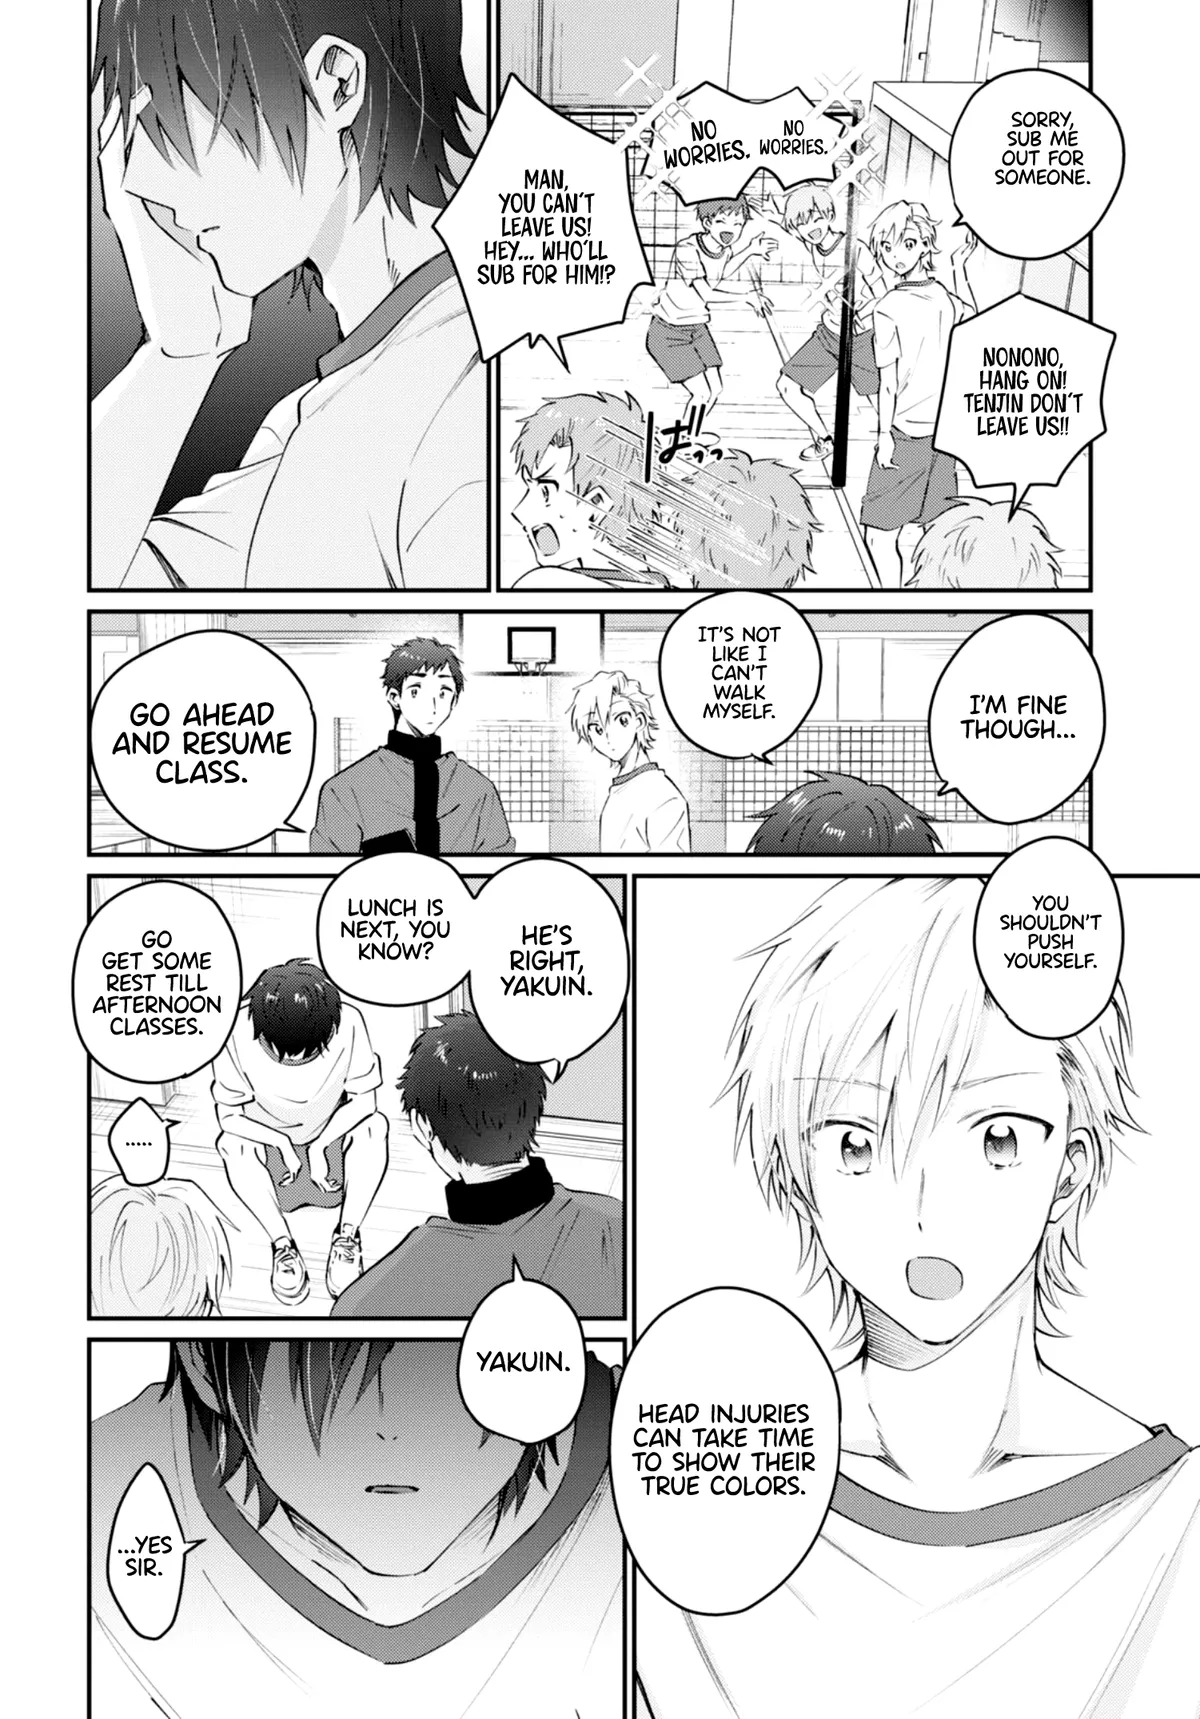 SORRY,
SUB ME
OUT FOR
SOMEONE.
NO
WORRIES.
NO
WORRIES.
NONONO,
HANG ON!
TENJIN DON'T
LEAVE US!!
MAN,
YOU CAN'T
LEAVE US!
HEY... WHO'LL
SUB FOR HIM!?
ばっっ
I'M FINE
THOUGH...
IT'S NOT
LIKE I
CAN'T
WALK
MYSELF.
GO AHEAD
AND RESUME
CLASS.
YOU
SHOULDN'T
PUSH
YOURSELF.
HEAD INJURIES
CAN TAKE TIME
TO SHOW THEIR
TRUE COLORS.
HE'S
RIGHT,
YAKUIN.
LUNCH IS
NEXT, YOU
KNOW?
GO
GET SOME
REST TILL
AFTERNOON
CLASSES.
.....
YAKUIN.
...YES
SIR.